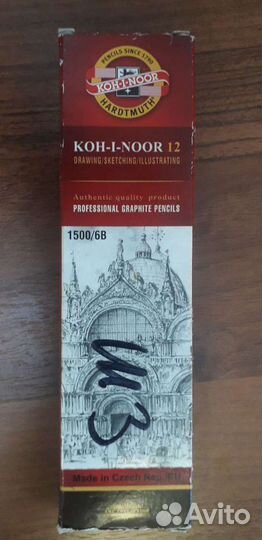 PENCILS SINCE 1790
KOH-I-NOOR
HARDTMUTH
KOH-I-NOOR 12
DRAWING/SKETCHING/ILLUSTRATING
Authentic quality product
PROFESSIONAL GRAPHITE PENCILS
1500/6B
Made in Czech Rep.
Avito